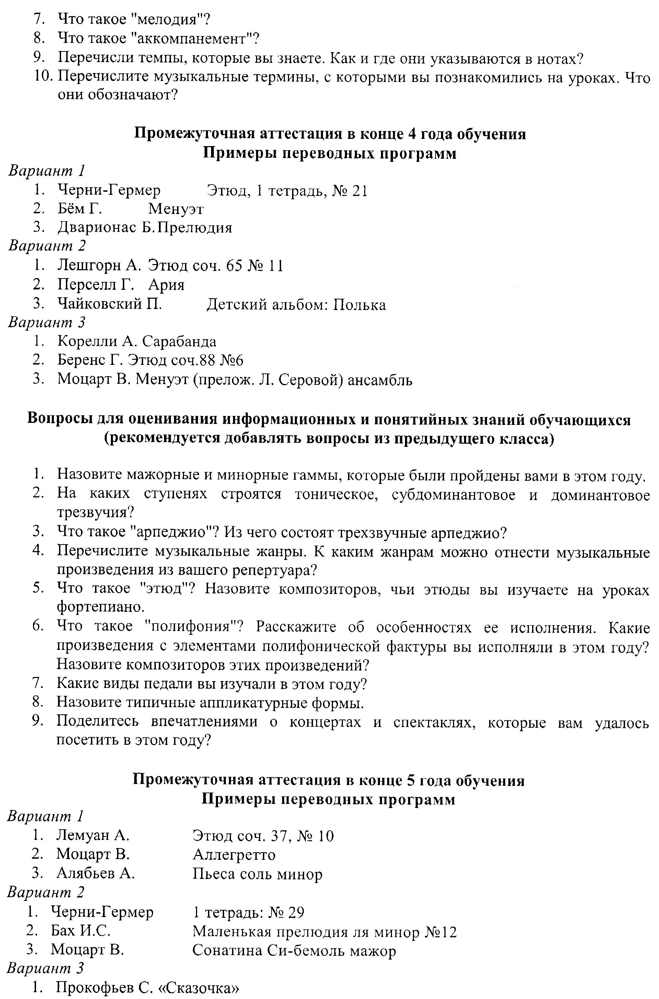 7. Что такое "мелодия"?
8. Что такое "аккомпанемент"?
9. Перечисли темпы, которые вы знаете. Как и где они указываются в нотах?
10. Перечислите музыкальные термины, с которыми вы познакомились на уроках. Что
они обозначают?
Промежуточная аттестация в конце 4 года обучения
Примеры переводных программ
Вариант 1
1. Черни-Гермер Этюд, 1 тетрадь, № 21
2. Бём Г. Менуэт
3. Дварионас Б.Прелюдия
Вариант 2
1. Лешгорн А. Этюд соч. 65 № 11
2. Перселл Г. Ария
3. Чайковский П. Детский альбом: Полька
Вариант 3
1. Корелли А. Сарабанда
2. Беренс Г. Этюд соч.88 №6
3. Моцарт В. Менуэт (прелож. Л. Серовой) ансамбль
Вопросы для оценивания информационных и понятийных знаний обучающихся
(рекомендуется добавлять вопросы из предыдущего класса)
1. Назовите мажорные и минорные гаммы, которые были пройдены вами в этом году.
2. На каких ступенях строятся тоническое, субдоминантовое и доминантовое
трезвучия?
3. Что такое "арпеджио"? Из чего состоят трехзвучные арпеджио?
4. Перечислите музыкальные жанры. К каким жанрам можно отнести музыкальные
произведения из вашего репертуара?
5. Что такое "этюд"? Назовите композиторов, чьи этюды вы изучаете на уроках
фортепиано.
6. Что такое "полифония"? Расскажите об особенностях ее исполнения. Какие
произведения с элементами полифонической фактуры вы исполняли в этом году?
Назовите композиторов этих произведений?
7. Какие виды педали вы изучали в этом году?
8. Назовите типичные аппликатурные формы.
9. Поделитесь впечатлениями о концертах и спектаклях, которые вам удалось
посетить в этом году?
Промежуточная аттестация в конце 5 года обучения
Примеры переводных программ
Вариант 1
1. Лемуан А. Этюд соч. 37, № 10
2. Моцарт В. Аллегретто
3. Алябьев А. Пьеса соль минор
Вариант 2
1. Черни-Гермер 1 тетрадь: № 29
2. Бах И.С. Маленькая прелюдия ля минор №12
3. Моцарт В. Сонатина Си-бемоль мажор
Вариант 3
1. Прокофьев С. «Сказочка»